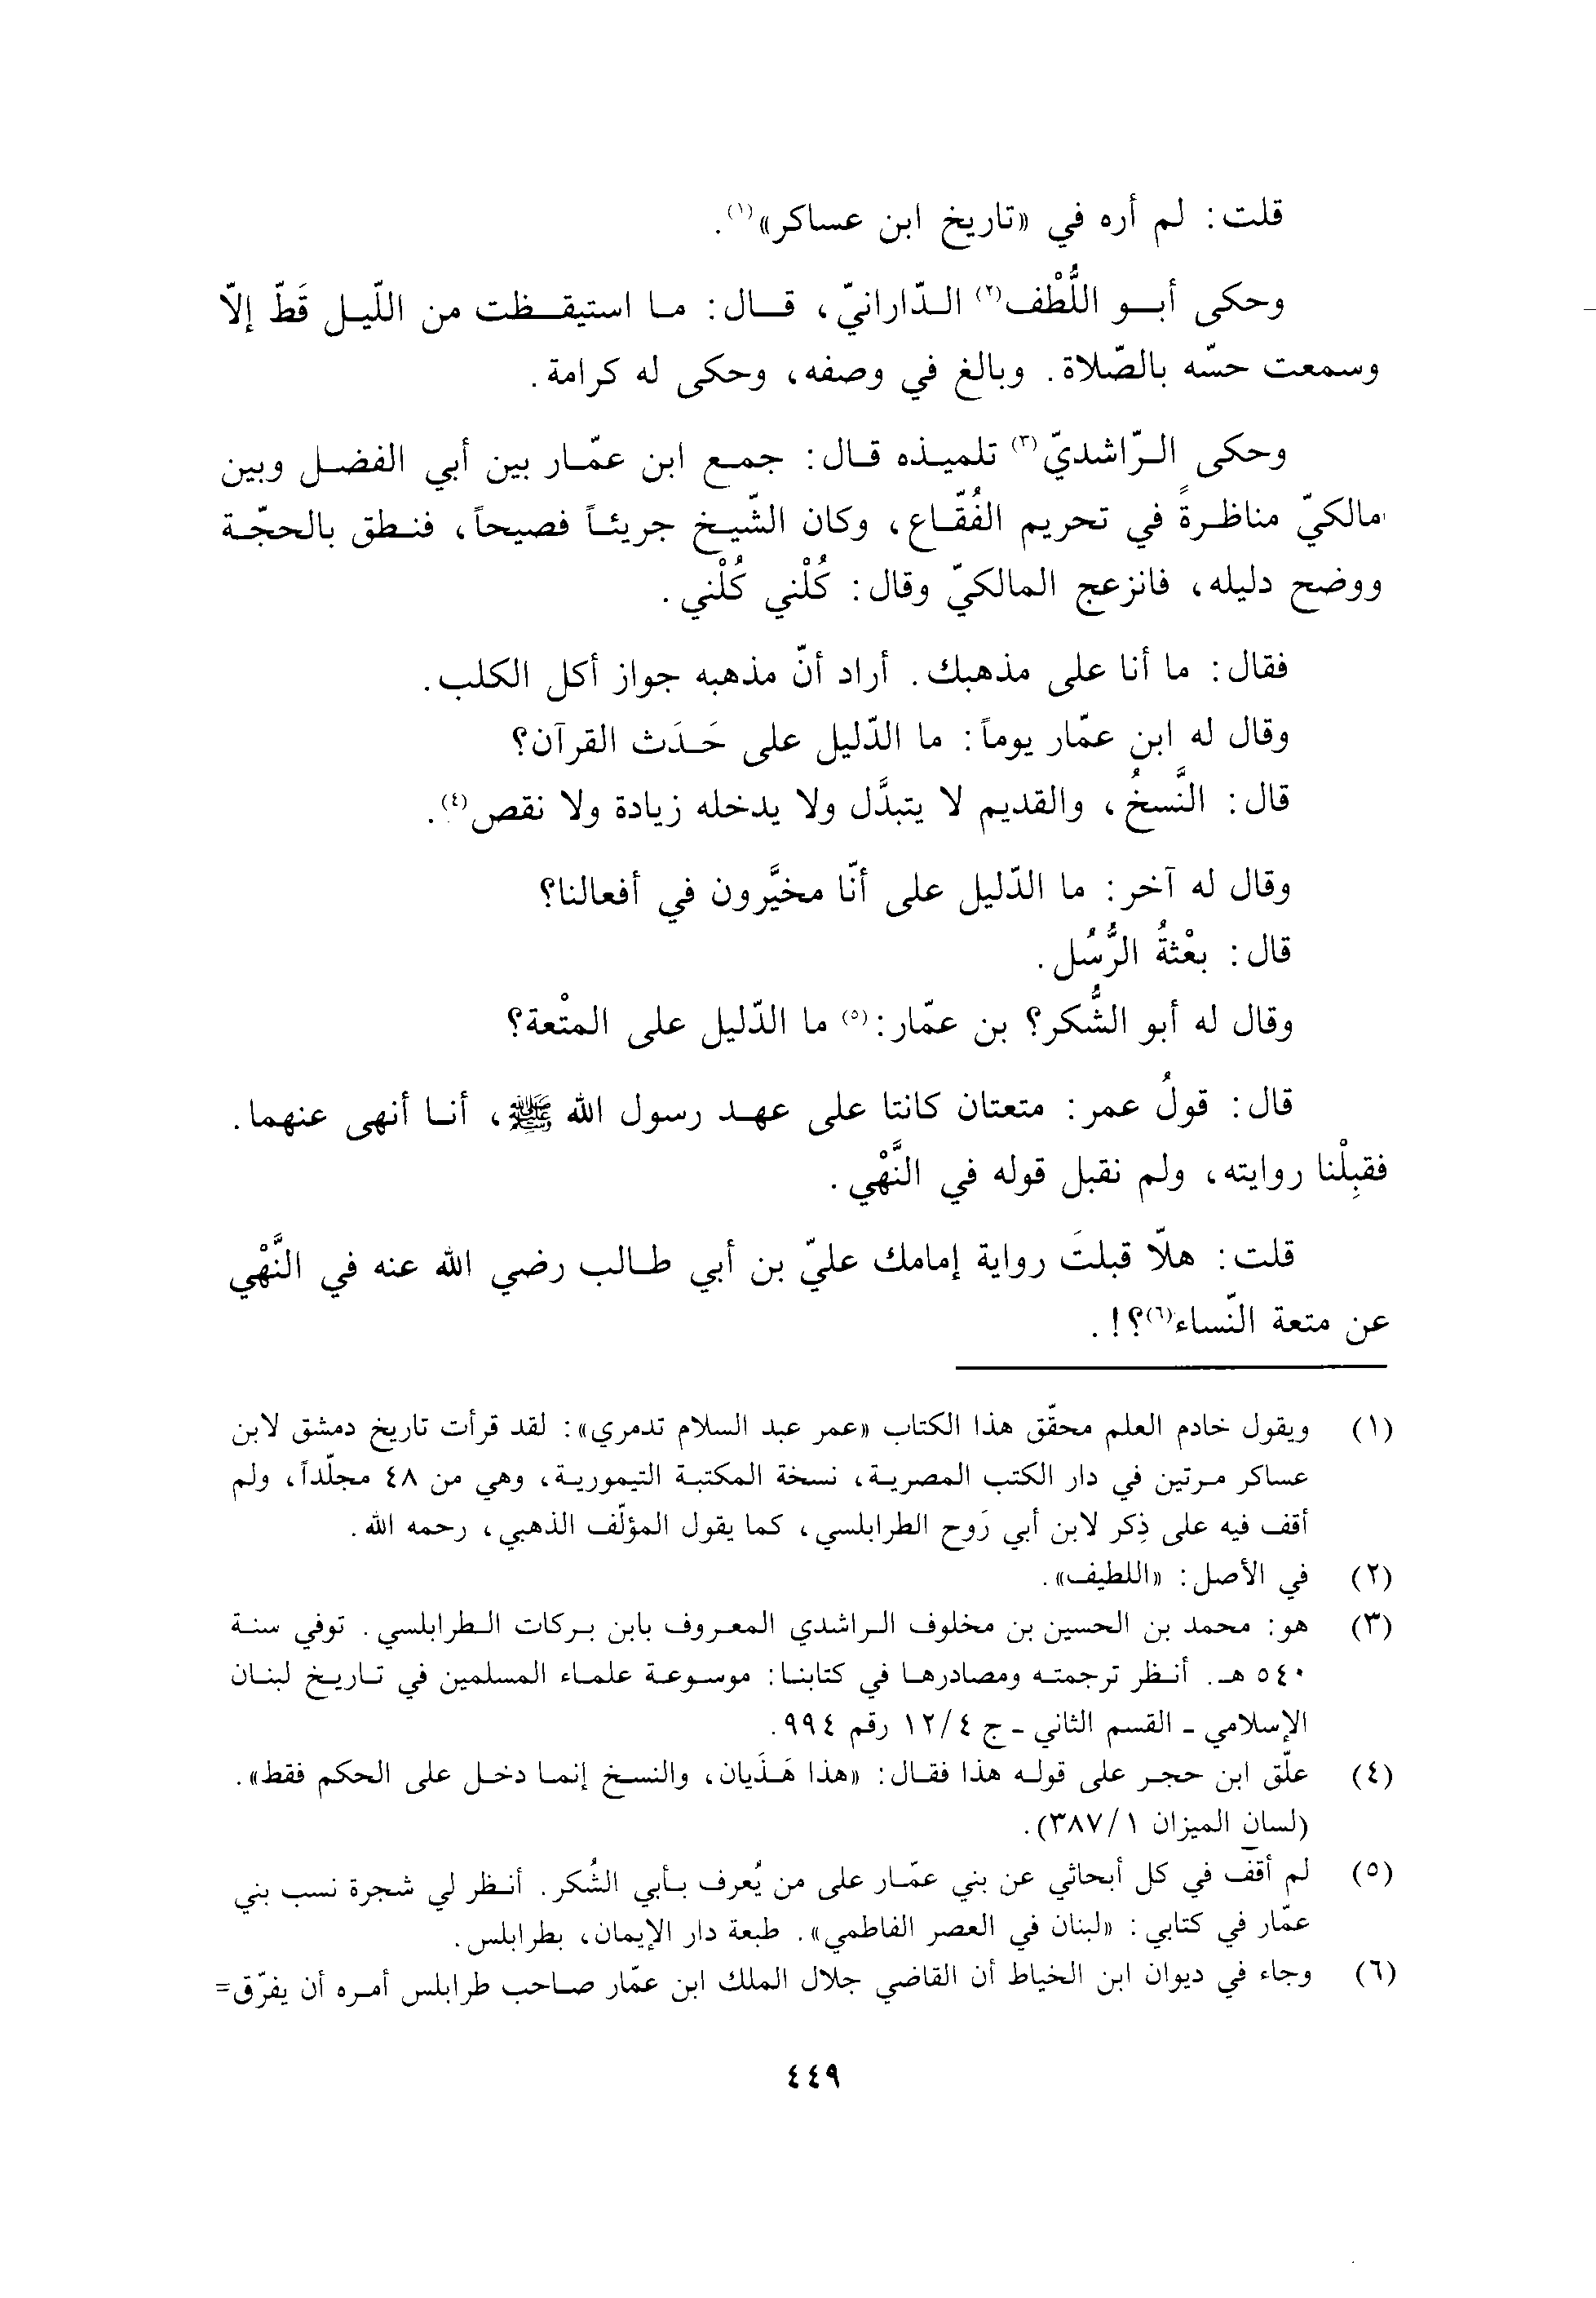 قلت: لم أره في «تاريخ ابن عساكر»(١).
وحكى أبو اللُّطْف(٢) الدّارانيّ، قال: ما استيقظت من اللّيل قَطّ إلّا
وسمعت حسّه بالصّلاة. وبالغ في وصفه، وحكى له كرامة.
وحكى الرّاشديّ(٣) تلميذه قال: جمع ابن عمّار بين أبي الفضل وبين
مالكيّ مناظرةً في تحريم الفُقّاع، وكان الشّيخ جريئاً فصيحاً، فنطق بالحجّة
ووضح دليله، فانزعج المالكيّ وقال: كُلْني كُلْني.
فقال: ما أنا على مذهبك. أراد أنّ مذهبه جواز أكل الكلب.
وقال له ابن عمّار يوماً: ما الدّليل على حَدَث القرآن؟
قال: النَّسخُ، والقديم لا يتبدَّل ولا يدخله زيادة ولا نقص(٤).
وقال له آخر: ما الدّليل على أنّا مخيَّرون في أفعالنا؟
قال: بعْثةُ الرُّسُل.
وقال له أبو الشُّكر؟ بن عمّار:(٥) ما الدّليل على المتْعة؟
قال: قولُ عمر: متعتان كانتا على عهد رسول الله ﷺ، أنا أنهى عنهما.
فقبِلْنا روايته، ولم نقبل قوله في النَّهْي.
قلت: هلّا قبلتَ رواية إمامك عليّ بن أبي طالب رضي الله عنه في النَّهْي
عن متعة النّساء(٦)؟!.
(١) ويقول خادم العلم محقّق هذا الكتاب «عمر عبد السلام تدمري»: لقد قرأت تاريخ دمشق لابن
عساكر مرتين في دار الكتب المصرية، نسخة المكتبة التيمورية، وهي من ٤٨ مجلّداً، ولم
أقف فيه على ذِكر لابن أبي رَوح الطرابلسي، كما يقول المؤلّف الذهبي، رحمه الله.
(٢) في الأصل: «اللطيف».
(٣) هو: محمد بن الحسين بن مخلوف الراشدي المعروف بابن بركات الطرابلسي. توفي سنة
٥٤٠ هـ. أنظر ترجمته ومصادرها في كتابنا: موسوعة علماء المسلمين في تاريخ لبنان
الإسلامي ـ القسم الثاني ـ ج ١٢/٤ رقم ٩٩٤.
(٤) علّق ابن حجر على قوله هذا فقال: «هذا هَذَيان، والنسخ إنما دخل على الحكم فقط».
(لسان الميزان ٣٨٧/١).
(٥) لم أقف في كل أبحاثي عن بني عمّار على من يُعرف بأبي الشُكر. أنظر لي شجرة نسب بني
عمّار في كتابي: «لبنان في العصر الفاطمي». طبعة دار الإيمان، بطرابلس.
(٦) وجاء في ديوان ابن الخياط أن القاضي جلال الملك ابن عمّار صاحب طرابلس أمره أن يفرّق=
٤٤٩